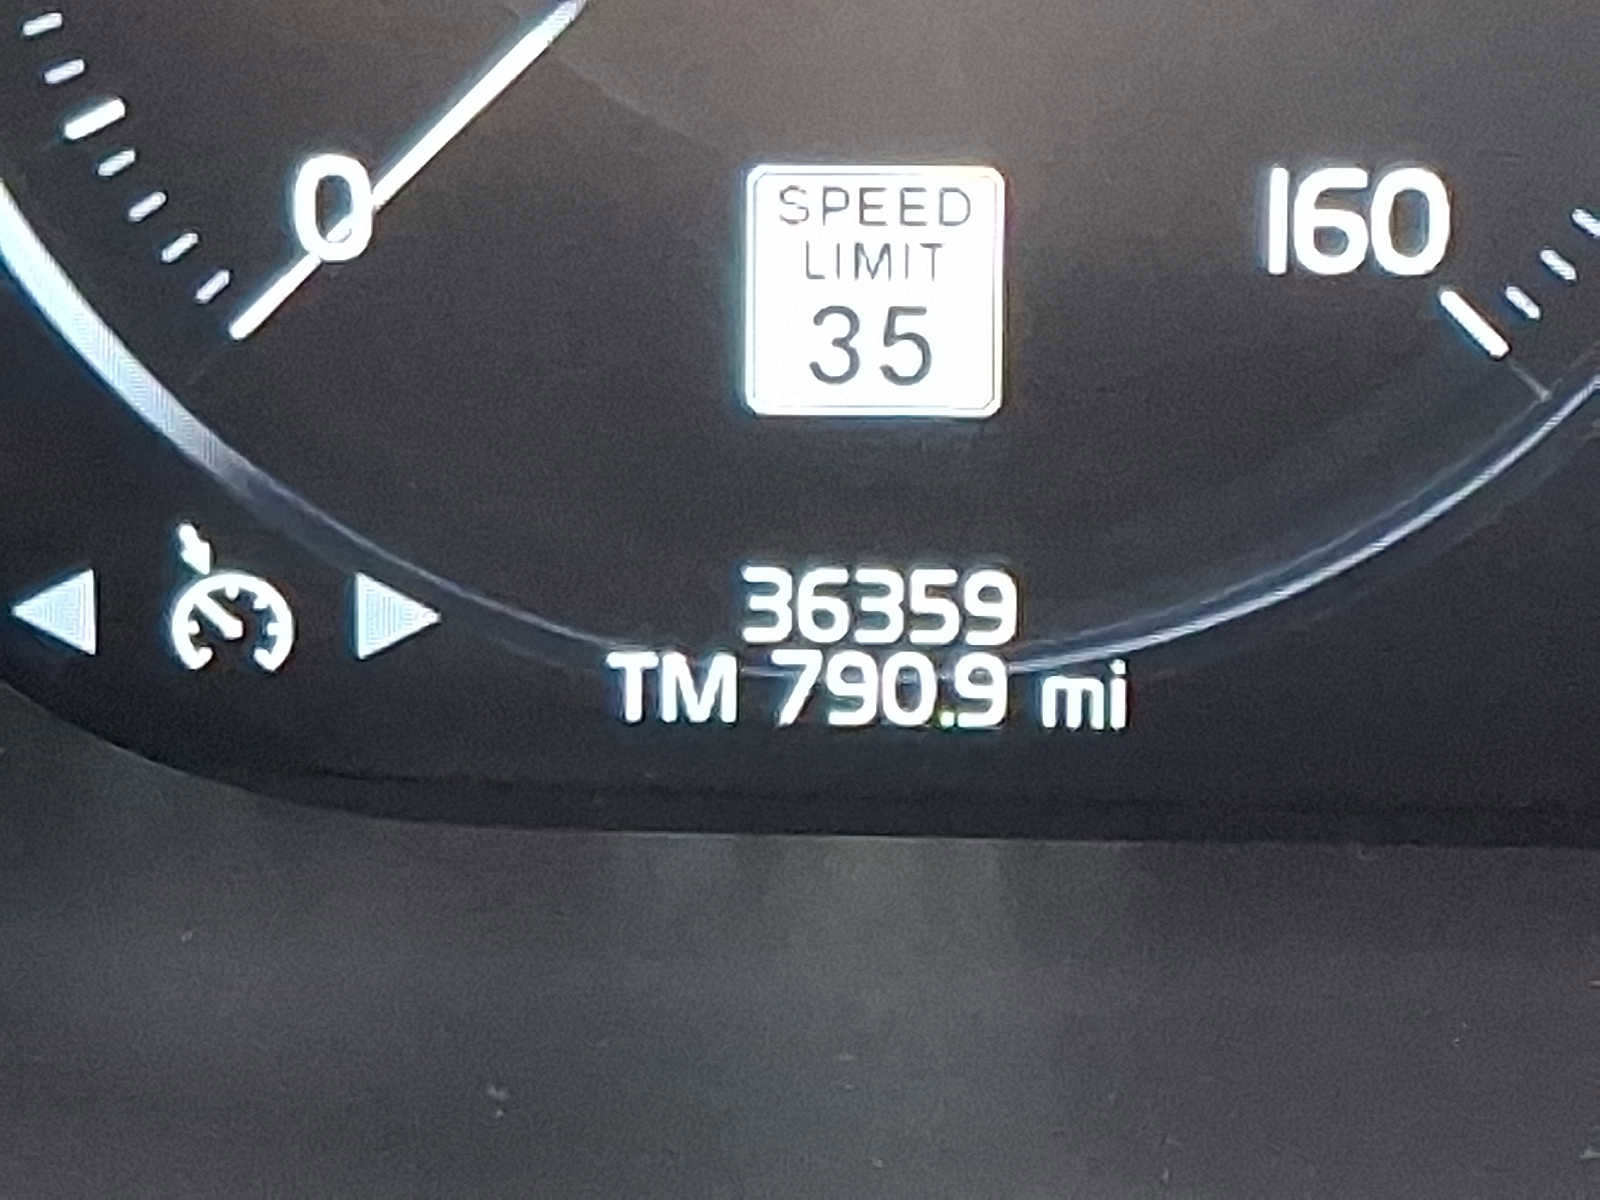 0
SPEED
LIMIT
35
160
36359
TM 790.9 mi